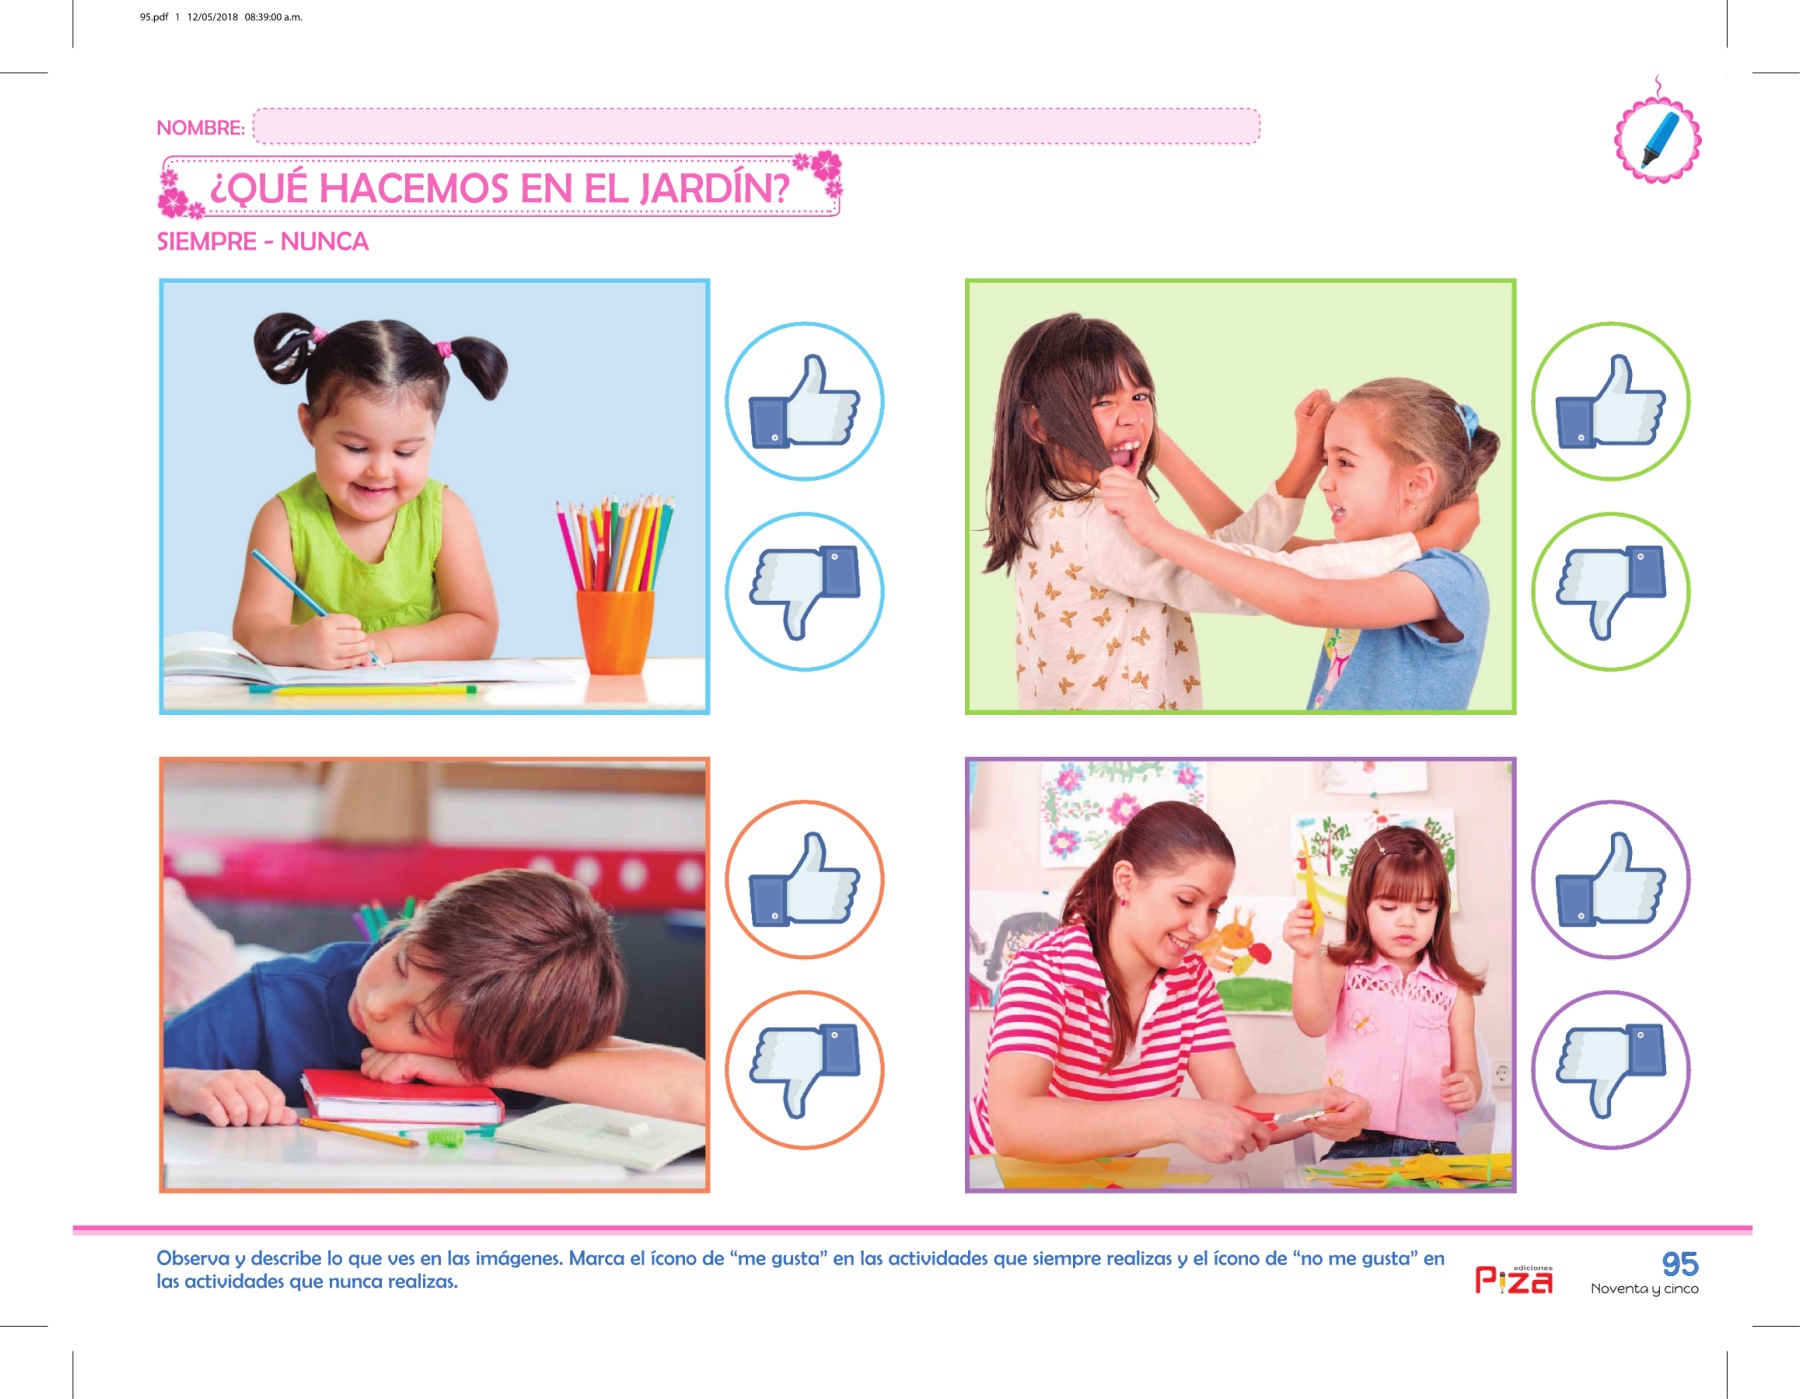 95.pdf 1 12/05/2018 08:39:00 a.m.
NOMBRE:
¿QUÉ HACEMOS EN EL JARDÍN?
SIEMPRE - NUNCA
Observa y describe lo que ves en las imágenes. Marca el ícono de “me gusta” en las actividades que siempre realizas y el ícono de “no me gusta” en
las actividades que nunca realizas.
ediciones
Piza
95
Noventa y cinco